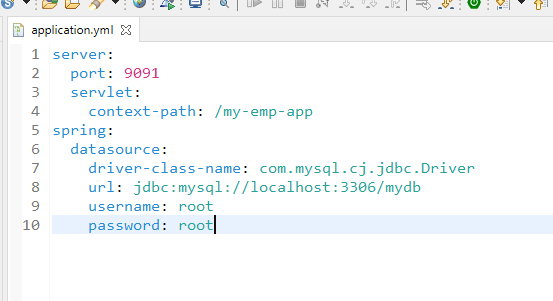 application.yml
1 server:
2   port: 9091
3   servlet:
4     context-path: /my-emp-app
5 spring:
6   datasource:
7     driver-class-name: com.mysql.cj.jdbc.Driver
8     url: jdbc:mysql://localhost:3306/mydb
9     username: root
10     password: root